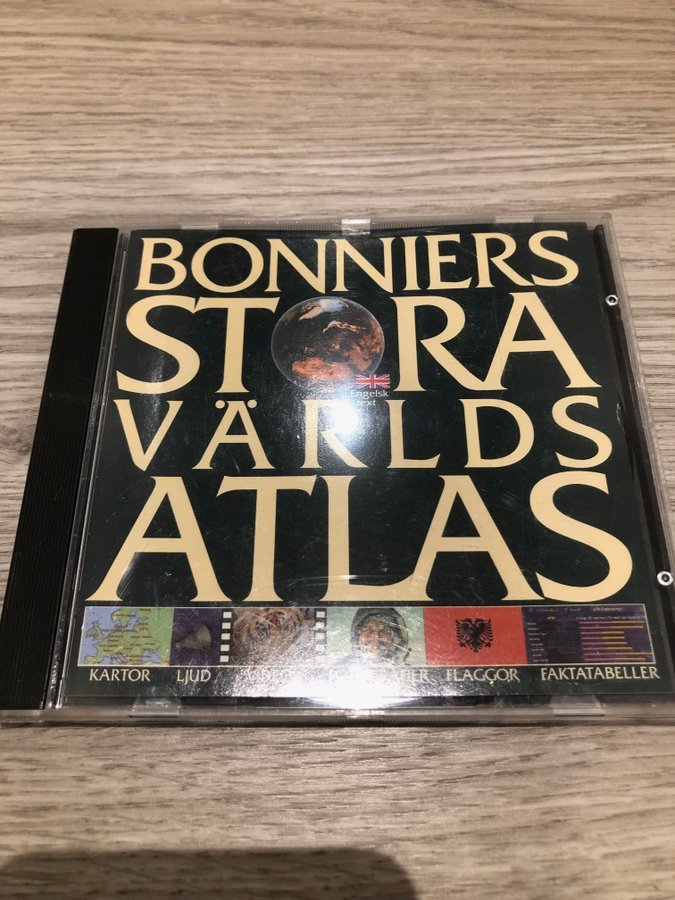 BONNIERS
STORA
Engelsk
text
VÄRLDS
ATLAS
KARTOR LJUD FLAGGOR FAKTATABELLER